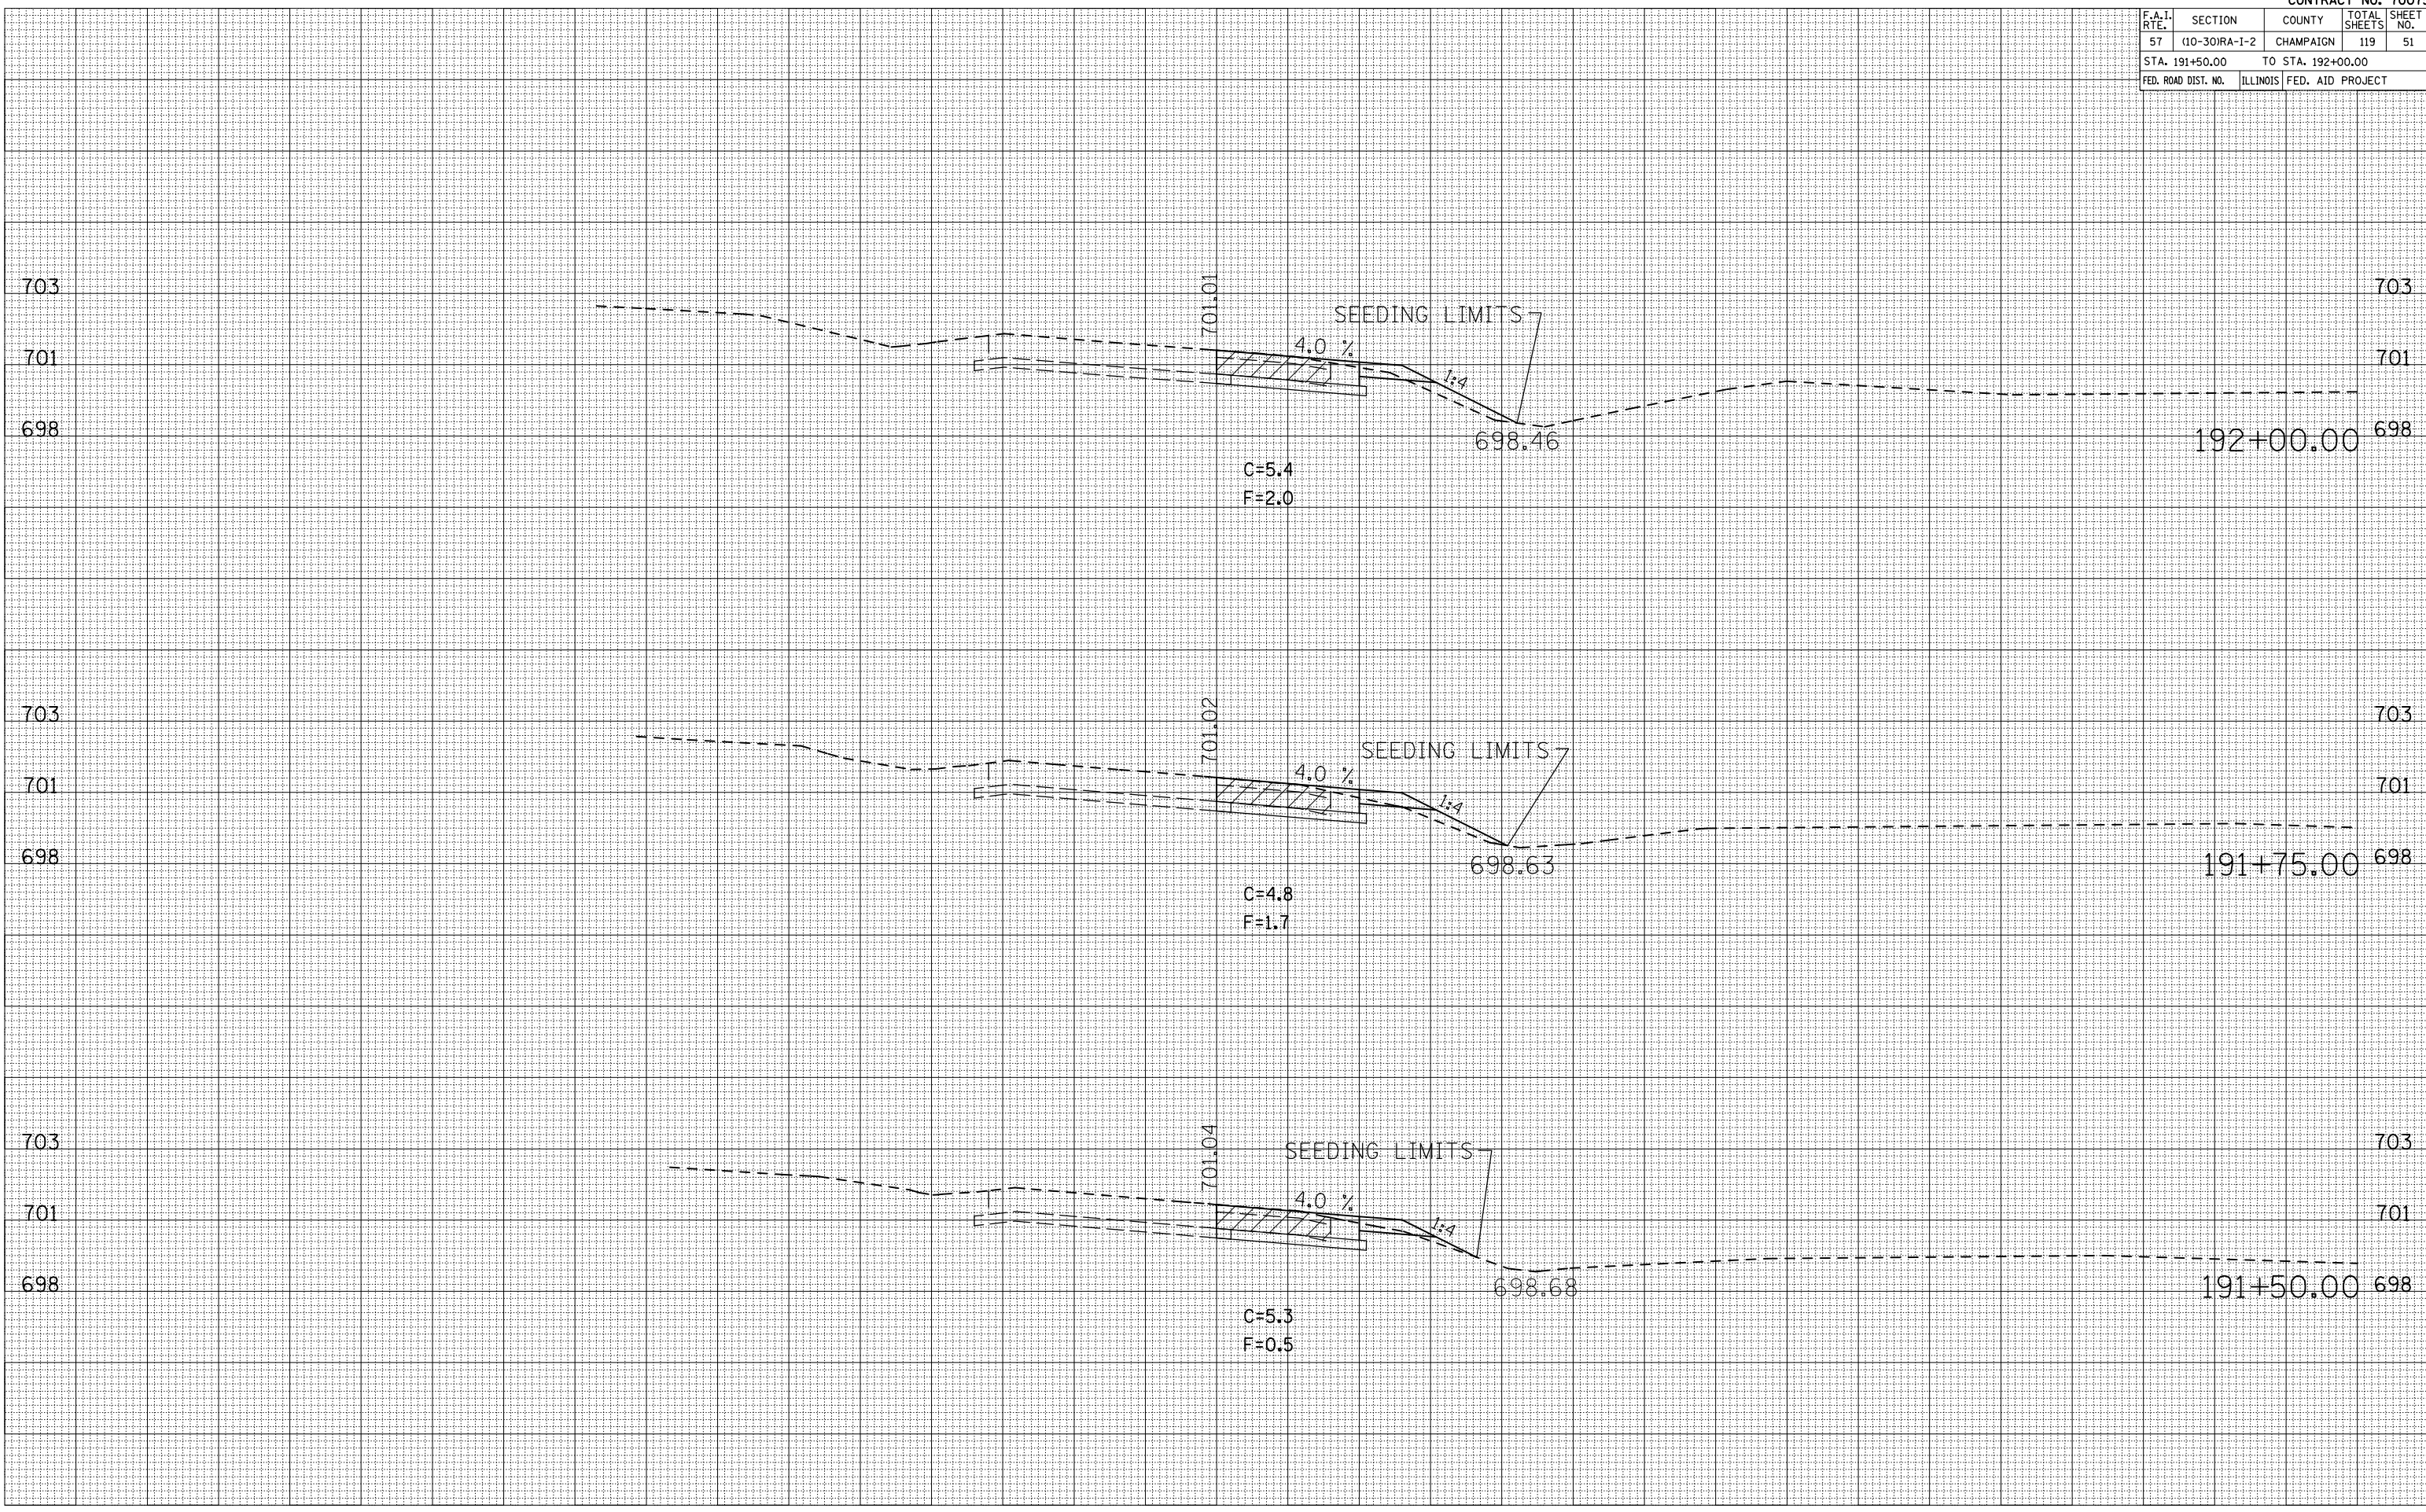 CONTRACT NO.
F.A.I. RTE. SECTION COUNTY TOTAL SHEETS SHEET NO.
57 (10-30)RA-I-2 CHAMPAIGN 119 51
STA. 191+50.00 TO STA. 192+00.00
FED. ROAD DIST. NO. ILLINOIS FED. AID PROJECT
703 701.01 SEEDING LIMITS 703
701 4.0 % 1:4 701
698 698.46 192+00.00 698
C=5.4
F=2.0
703 701.02 SEEDING LIMITS 703
701 4.0 % 1:4 701
698 698.63 191+75.00 698
C=4.8
F=1.7
703 701.04 SEEDING LIMITS 703
701 4.0 % 1:4 701
698 698.68 191+50.00 698
C=5.3
F=0.5